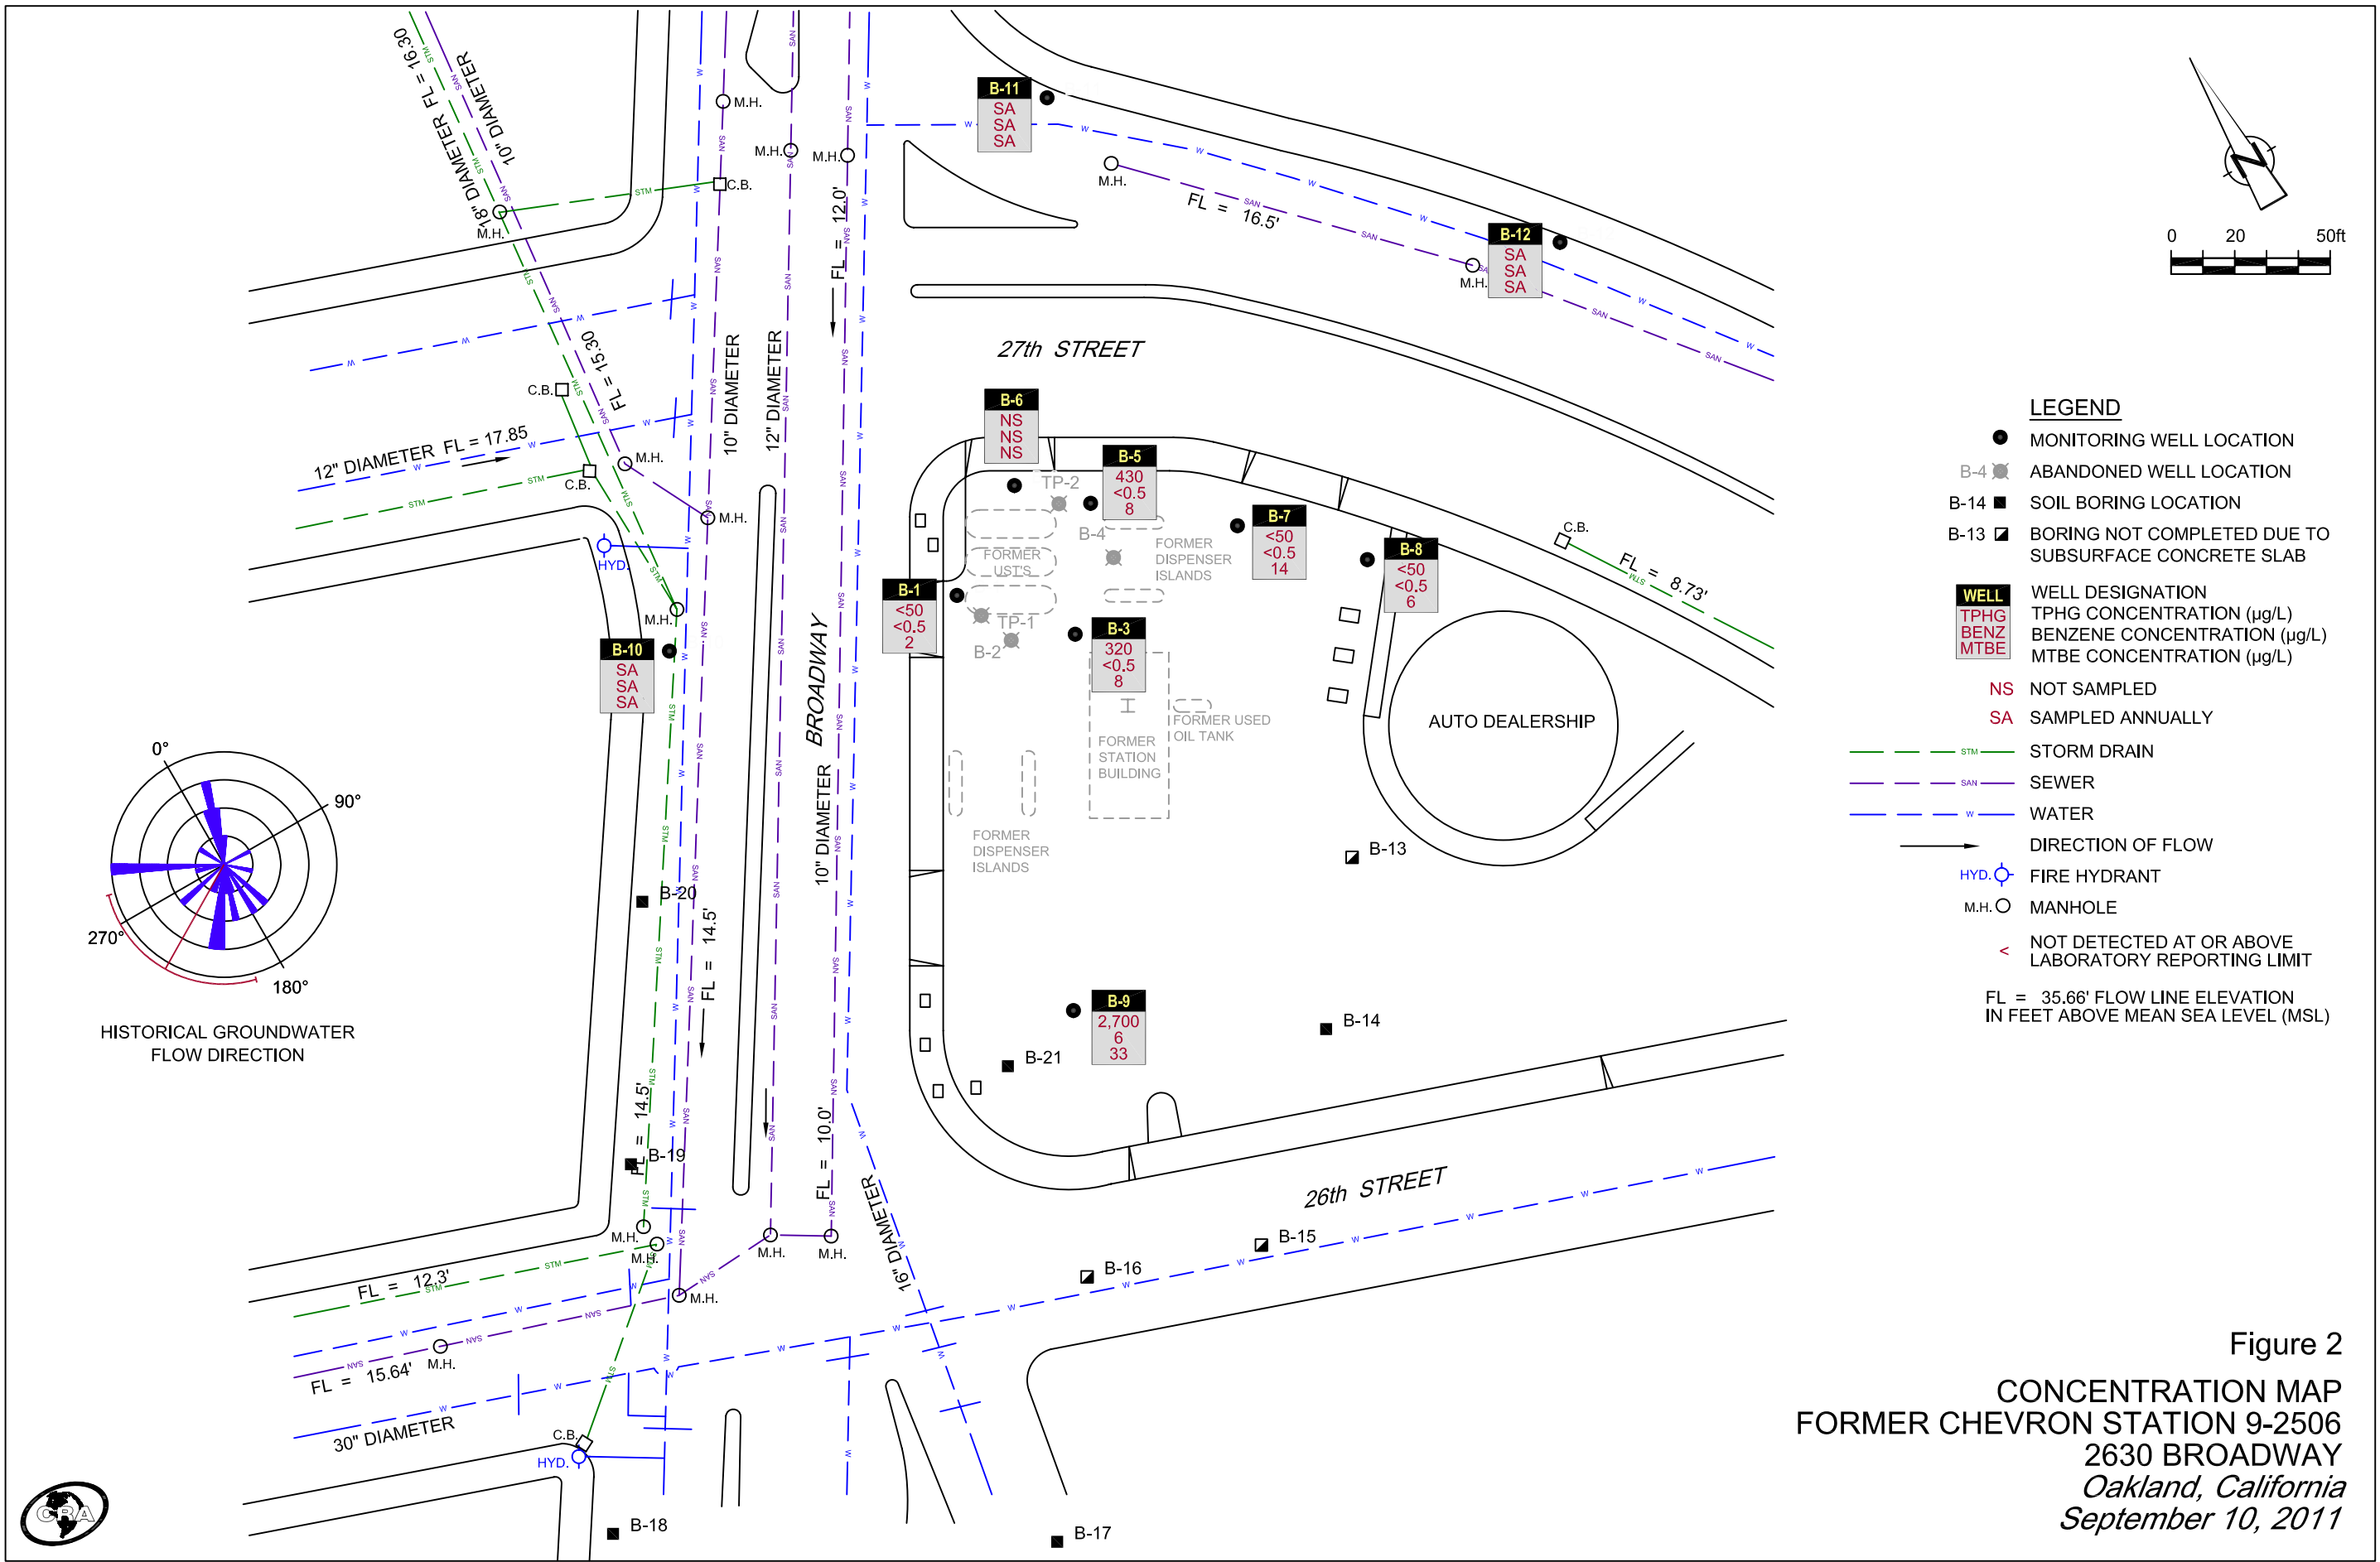 18" DIAMETER FL = 16.30
10" DIAMETER
STM
SAN
W
M.H.
M.H.
M.H.
M.H.
C.B.
FL = 12.0'
B-11
SA
SA
SA
M.H.
FL = 16.5'
M.H.
B-12
SA
SA
SA
N
0 20 50ft
27th STREET
10" DIAMETER
12" DIAMETER
FL = 15.30
C.B.
12" DIAMETER FL = 17.85
C.B.
M.H.
M.H.
HYD.
M.H.
B-6
NS
NS
NS
TP-2
B-5
430
<0.5
8
B-4
FORMER
UST'S
FORMER
DISPENSER
ISLANDS
B-7
<50
<0.5
14
B-8
<50
<0.5
6
C.B.
FL = 8.73'
B-1
<50
<0.5
2
TP-1
B-2
B-3
320
<0.5
8
B-10
SA
SA
SA
BROADWAY
10" DIAMETER
FORMER USED
OIL TANK
FORMER
STATION
BUILDING
FORMER
DISPENSER
ISLANDS
AUTO DEALERSHIP
B-13
B-20
FL = 14.5'
B-9
2,700
6
33
B-14
B-21
FL = 14.5'
B-19
FL = 10.0'
16" DIAMETER
26th STREET
M.H.
M.H.
M.H.
M.H.
M.H.
B-15
B-16
FL = 12.3'
M.H.
FL = 15.64'
30" DIAMETER
C.B.
HYD.
B-18
B-17
0°
90°
180°
270°
HISTORICAL GROUNDWATER
FLOW DIRECTION
CRA
LEGEND
MONITORING WELL LOCATION
B-4 ABANDONED WELL LOCATION
B-14 SOIL BORING LOCATION
B-13 BORING NOT COMPLETED DUE TO
SUBSURFACE CONCRETE SLAB
WELL WELL DESIGNATION
TPHG TPHG CONCENTRATION (µg/L)
BENZ BENZENE CONCENTRATION (µg/L)
MTBE MTBE CONCENTRATION (µg/L)
NS NOT SAMPLED
SA SAMPLED ANNUALLY
STM STORM DRAIN
SAN SEWER
W WATER
DIRECTION OF FLOW
HYD. FIRE HYDRANT
M.H. MANHOLE
< NOT DETECTED AT OR ABOVE
LABORATORY REPORTING LIMIT
FL = 35.66' FLOW LINE ELEVATION
IN FEET ABOVE MEAN SEA LEVEL (MSL)
Figure 2
CONCENTRATION MAP
FORMER CHEVRON STATION 9-2506
2630 BROADWAY
Oakland, California
September 10, 2011